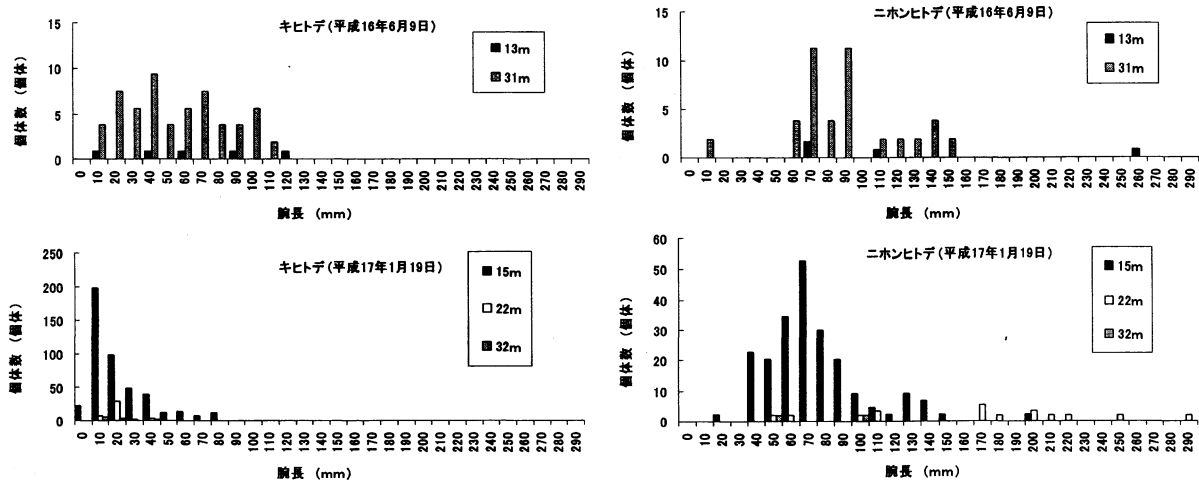 キヒトデ(平成16年6月9日)
15
10
5
0
個体数 (個体)
13m
31m
0 10 20 30 40 50 60 70 80 90 100 110 120 130 140 150 160 170 180 190 200 210 220 230 240 250 260 270 280 290
腕長 (mm)
ニホンヒトデ(平成16年6月9日)
15
10
5
0
個体数 (個体)
13m
31m
0 10 20 30 40 50 60 70 80 90 100 110 120 130 140 150 160 170 180 190 200 210 220 230 240 250 260 270 280 290
腕長 (mm)
キヒトデ(平成17年1月19日)
250
200
150
100
50
0
個体数 (個体)
15m
22m
32m
0 10 20 30 40 50 60 70 80 90 100 110 120 130 140 150 160 170 180 190 200 210 220 230 240 250 260 270 280 290
腕長 (mm)
ニホンヒトデ(平成17年1月19日)
60
50
40
30
20
10
0
個体数 (個体)
15m
22m
32m
0 10 20 30 40 50 60 70 80 90 100 110 120 130 140 150 160 170 180 190 200 210 220 230 240 250 260 270 280 290
腕長 (mm)